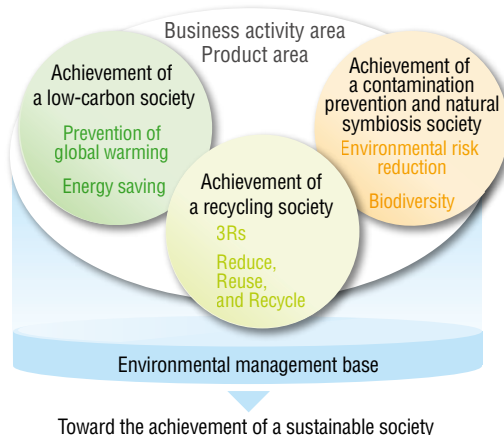 Business activity area
Product area
Achievement of
a low-carbon society
Prevention of
global warming
Energy saving
Achievement of
a contamination
prevention and natural
symbiosis society
Environmental risk
reduction
Biodiversity
Achievement of
a recycling society
3Rs
Reduce,
Reuse,
and Recycle
Environmental management base
Toward the achievement of a sustainable society